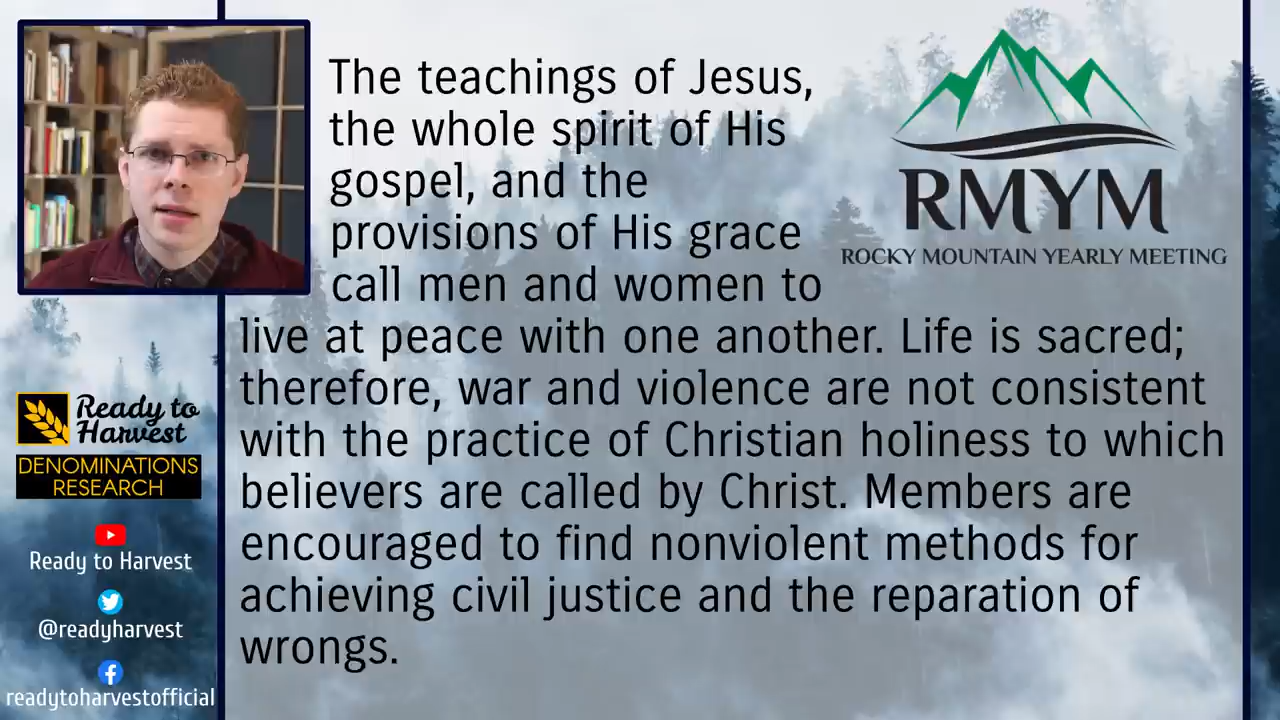 The teachings of Jesus,
the whole spirit of His
gospel, and the
provisions of His grace
call men and women to
live at peace with one another. Life is sacred;
therefore, war and violence are not consistent
with the practice of Christian holiness to which
believers are called by Christ. Members are
encouraged to find nonviolent methods for
achieving civil justice and the reparation of
wrongs.
RMYM
ROCKY MOUNTAIN YEARLY MEETING
Ready to
Harvest
DENOMINATIONS
RESEARCH
Ready to Harvest
@readyharvest
readytoharvestofficial